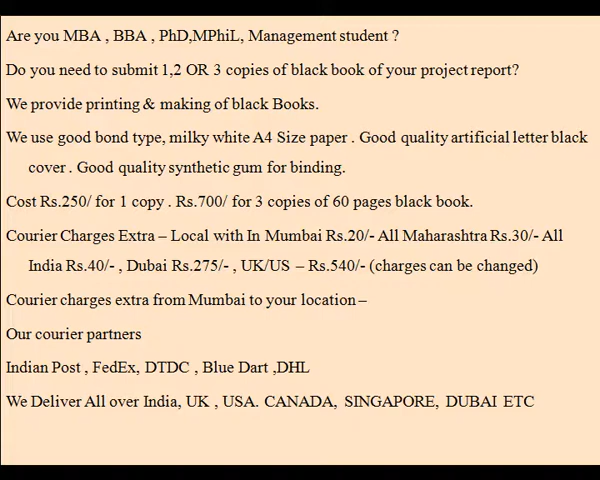 Are you MBA , BBA , PhD,MPhiL, Management student ?
Do you need to submit 1,2 OR 3 copies of black book of your project report?
We provide printing & making of black Books.
We use good bond type, milky white A4 Size paper . Good quality artificial letter black
cover . Good quality synthetic gum for binding.
Cost Rs.250/ for 1 copy . Rs.700/ for 3 copies of 60 pages black book.
Courier Charges Extra – Local with In Mumbai Rs.20/- All Maharashtra Rs.30/- All
India Rs.40/- , Dubai Rs.275/- , UK/US – Rs.540/- (charges can be changed)
Courier charges extra from Mumbai to your location –
Our courier partners
Indian Post , FedEx, DTDC , Blue Dart ,DHL
We Deliver All over India, UK , USA. CANADA, SINGAPORE, DUBAI ETC